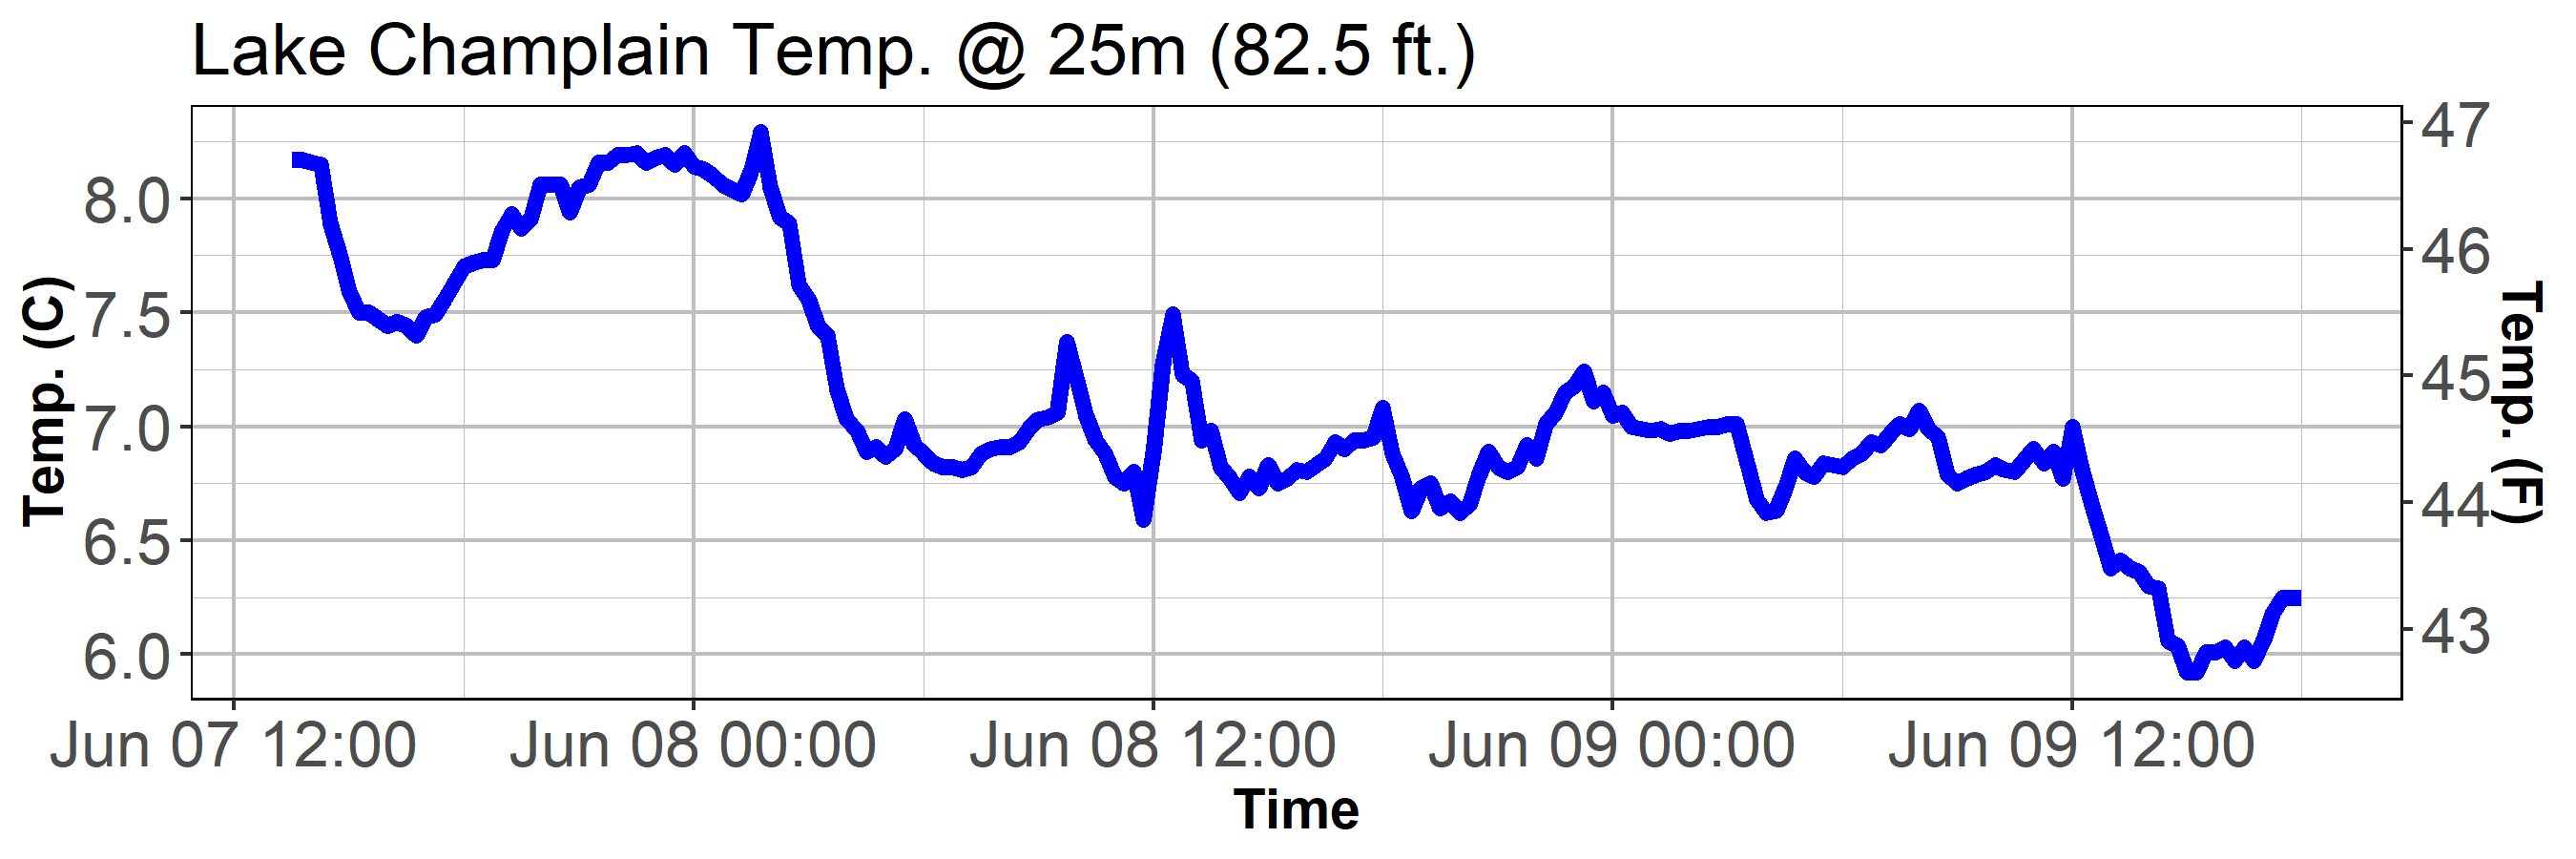 Lake Champlain Temp. @ 25m (82.5 ft.)
Temp. (C)
8.0
7.5
7.0
6.5
6.0
47
46
45
44
43
Temp. (F)
Jun 07 12:00
Jun 08 00:00
Jun 08 12:00
Jun 09 00:00
Jun 09 12:00
Time